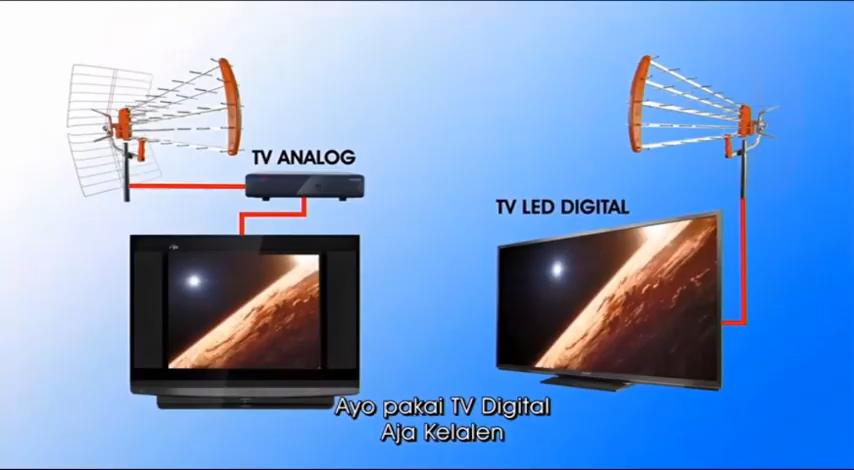 TV ANALOG
TV LED DIGITAL
Ayo pakai TV Digital
Aja Kelalen